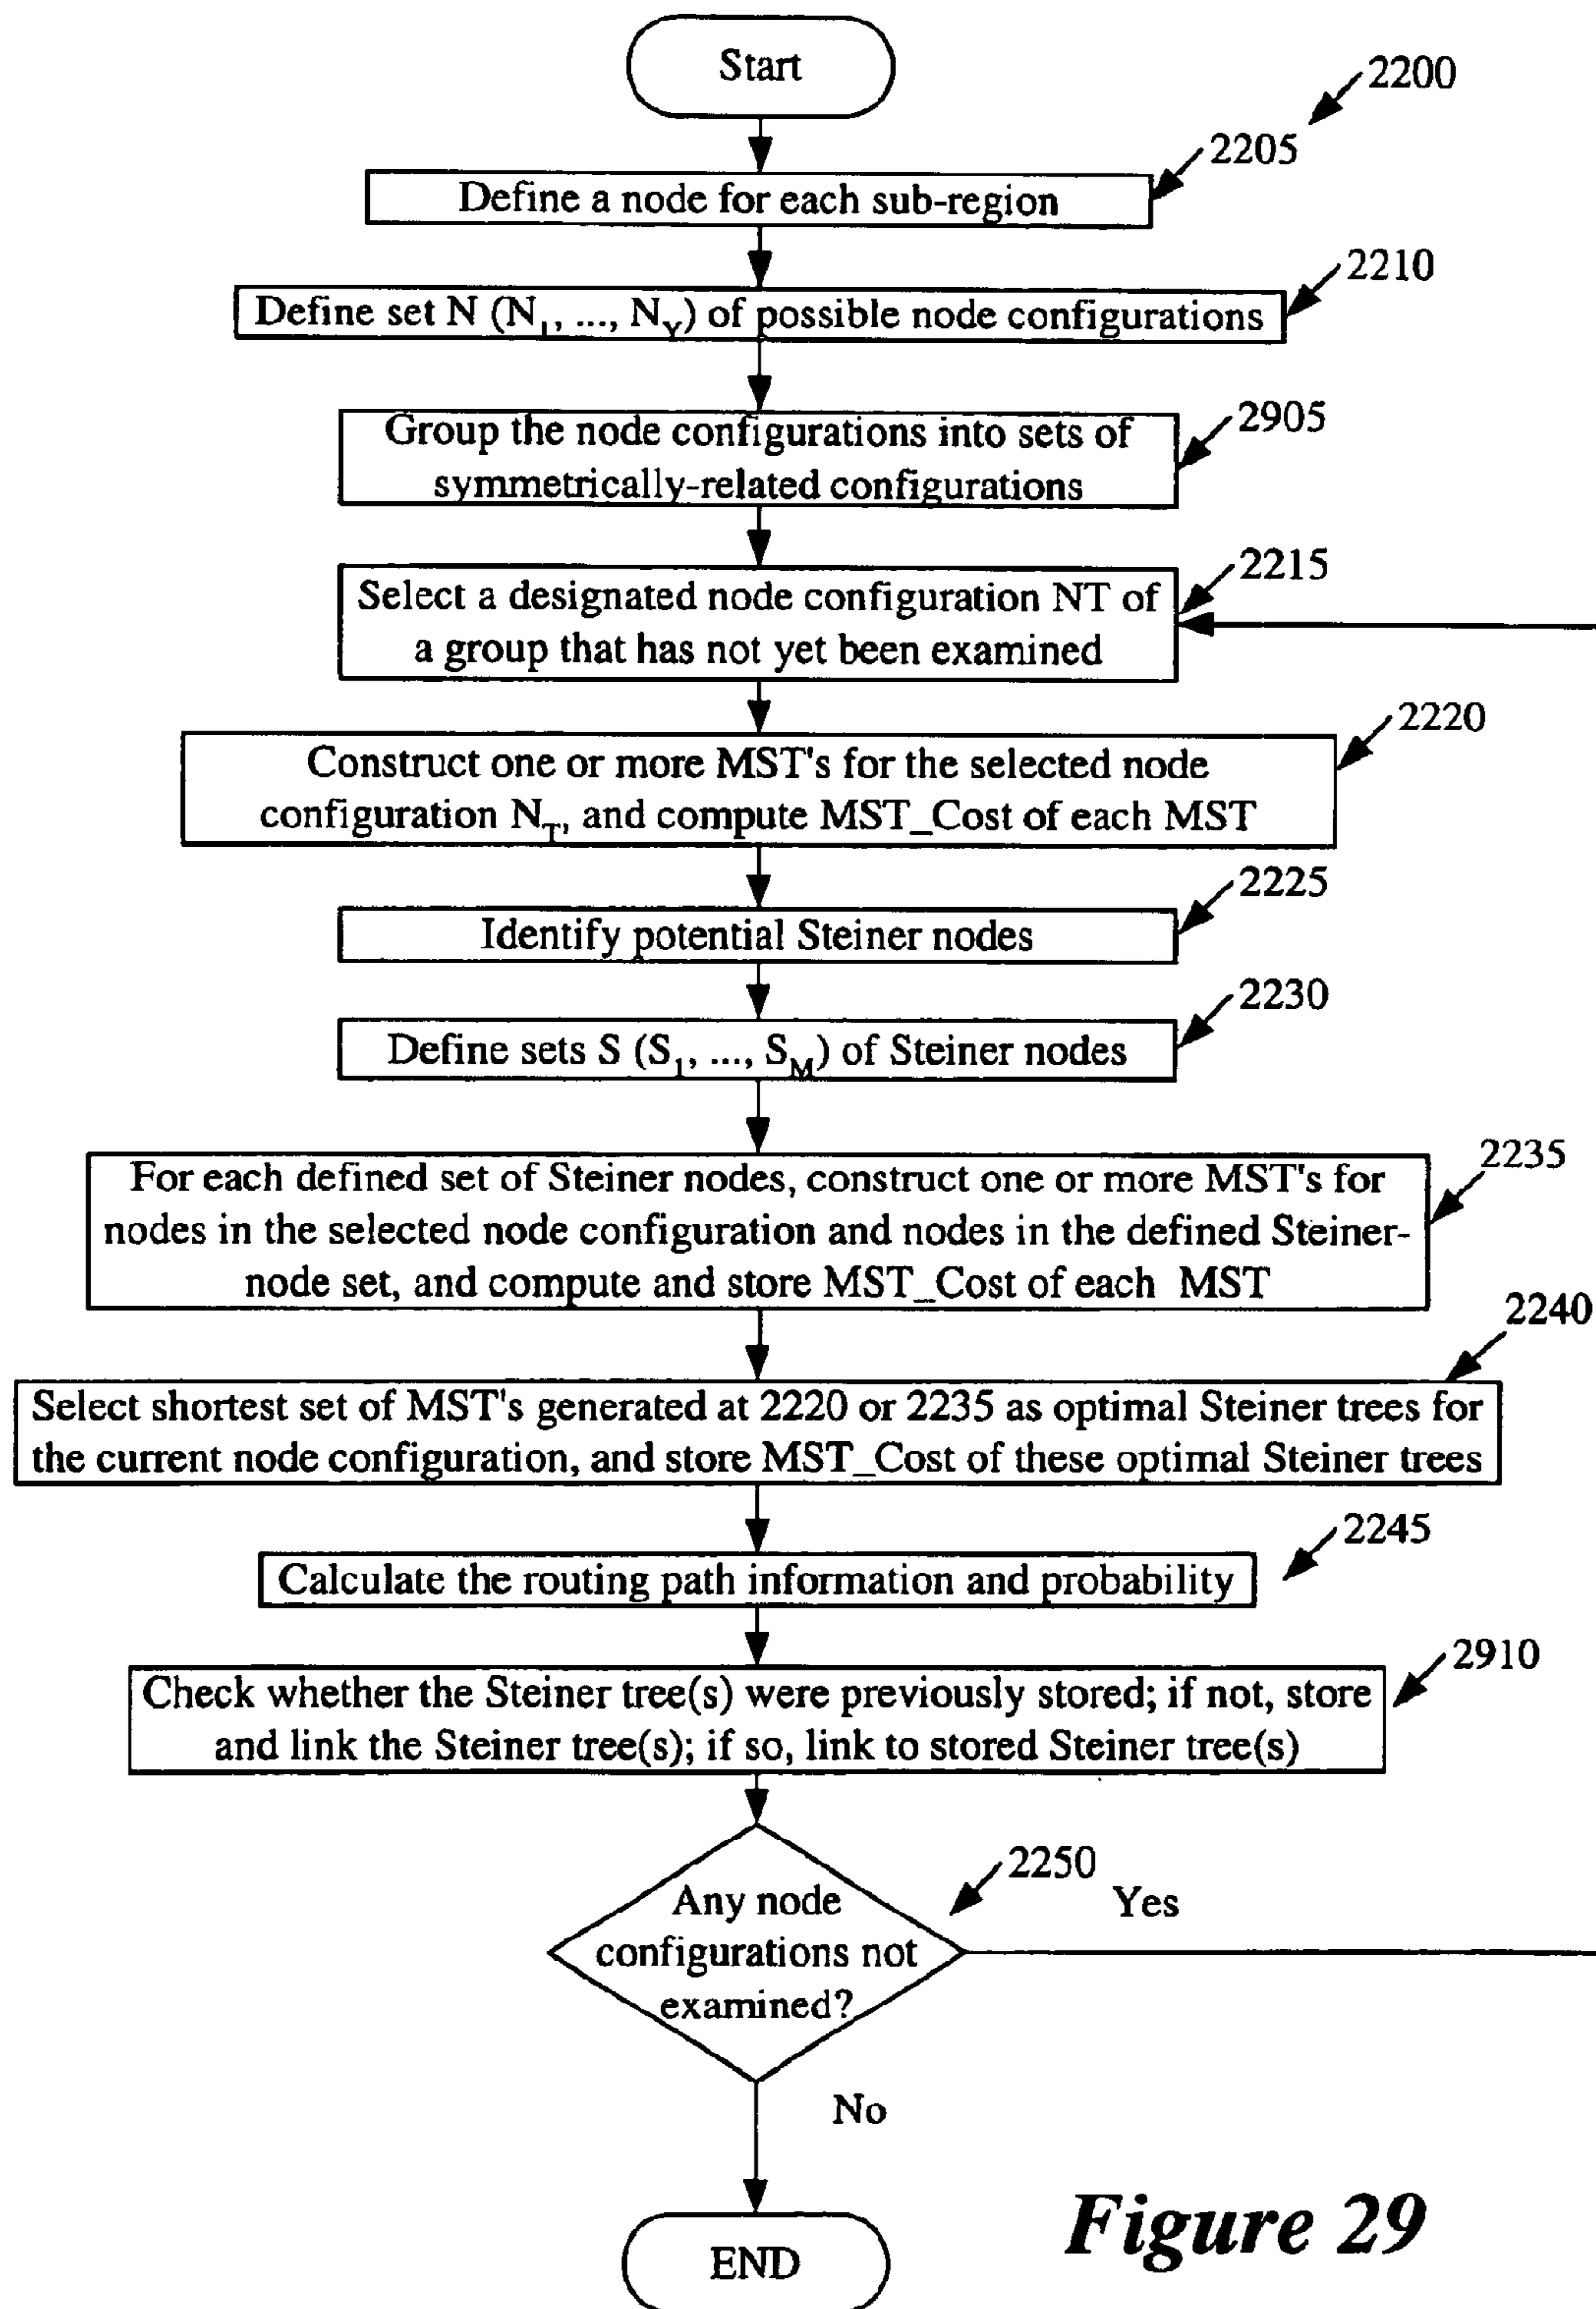 Start
2200
2205
Define a node for each sub-region
2210
Define set N (N1, ..., NY) of possible node configurations
2905
Group the node configurations into sets of
symmetrically-related configurations
2215
Select a designated node configuration NT of
a group that has not yet been examined
2220
Construct one or more MST's for the selected node
configuration NT, and compute MST_Cost of each MST
2225
Identify potential Steiner nodes
2230
Define sets S (S1, ..., SM) of Steiner nodes
2235
For each defined set of Steiner nodes, construct one or more MST's for
nodes in the selected node configuration and nodes in the defined Steiner-
node set, and compute and store MST_Cost of each MST
2240
Select shortest set of MST's generated at 2220 or 2235 as optimal Steiner trees for
the current node configuration, and store MST_Cost of these optimal Steiner trees
2245
Calculate the routing path information and probability
2910
Check whether the Steiner tree(s) were previously stored; if not, store
and link the Steiner tree(s); if so, link to stored Steiner tree(s)
2250
Yes
Any node
configurations not
examined?
No
END
Figure 29